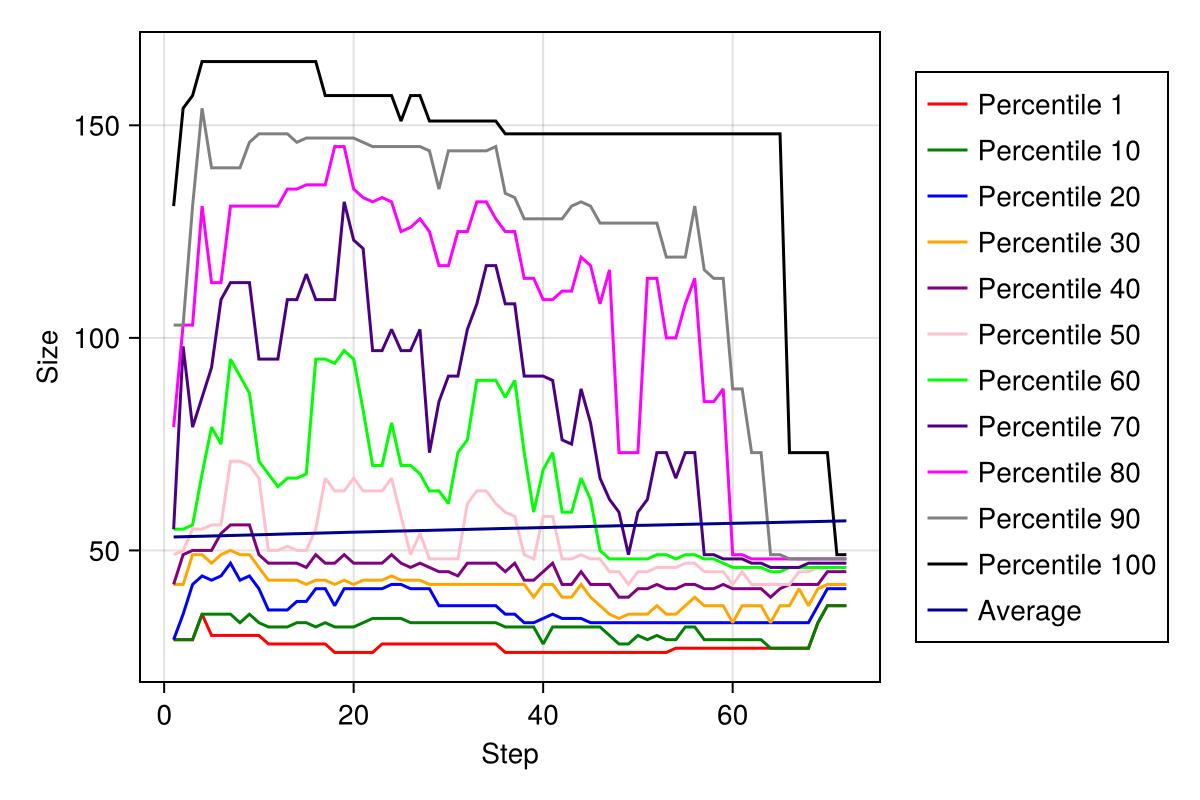 150
100
50
Size
0
20
40
60
Step
Percentile 1
Percentile 10
Percentile 20
Percentile 30
Percentile 40
Percentile 50
Percentile 60
Percentile 70
Percentile 80
Percentile 90
Percentile 100
Average